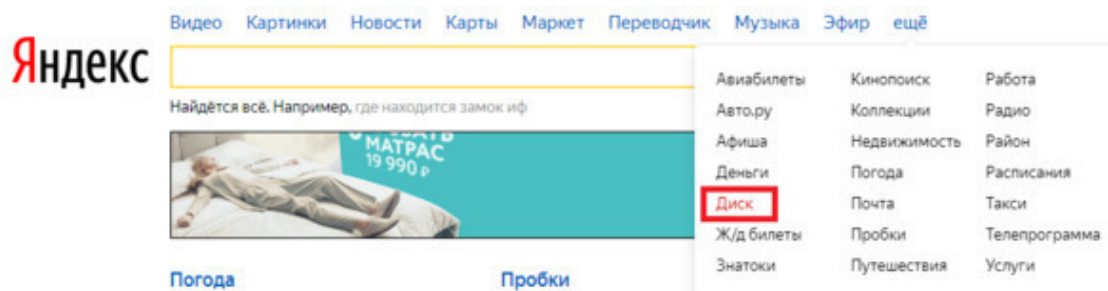 Видео Картинки Новости Карты Маркет Переводчик Музыка Эфир ещё
Яндекс
Найдётся всё. Например, где находится замок иф
МАТРАС
19 990 ₽
Погода Пробки
Авиабилеты Кинопоиск Работа
Авто.ру Коллекции Радио
Афиша Недвижимость Район
Деньги Погода Расписания
Диск Почта Такси
Ж/д билеты Пробки Телепрограмма
Знатоки Путешествия Услуги